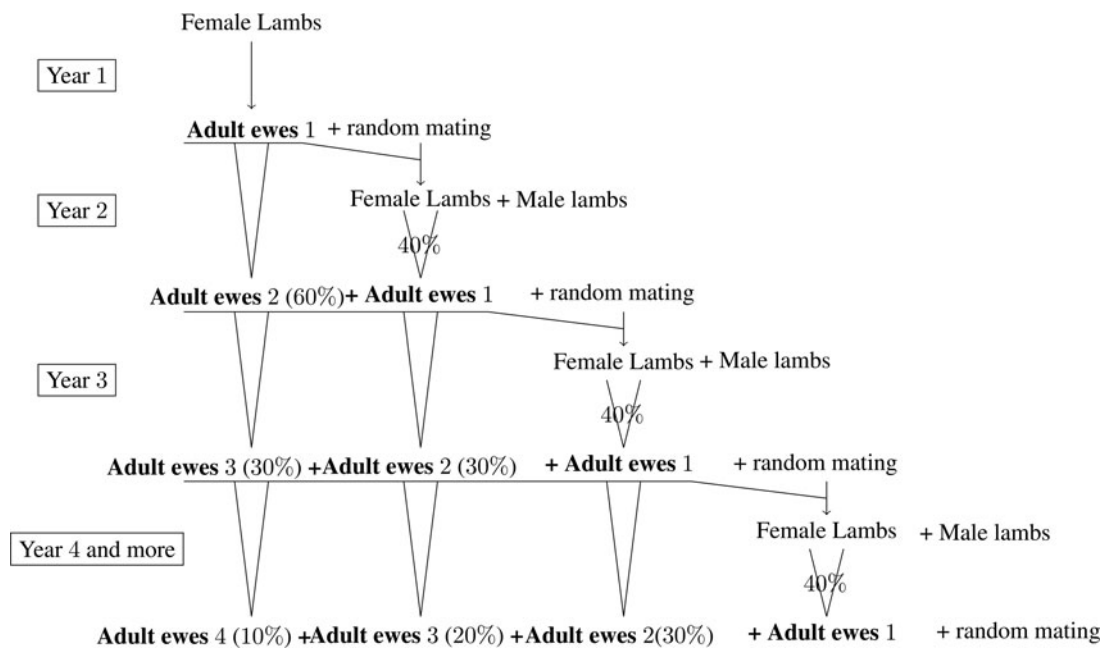 Female Lambs
Year 1
Adult ewes 1 + random mating
Year 2
Female Lambs + Male lambs
40%
Adult ewes 2 (60%)+ Adult ewes 1 + random mating
Year 3
Female Lambs + Male lambs
40%
Adult ewes 3 (30%) +Adult ewes 2 (30%) + Adult ewes 1 + random mating
Year 4 and more
Female Lambs + Male lambs
40%
Adult ewes 4 (10%) +Adult ewes 3 (20%) +Adult ewes 2(30%) + Adult ewes 1 + random mating